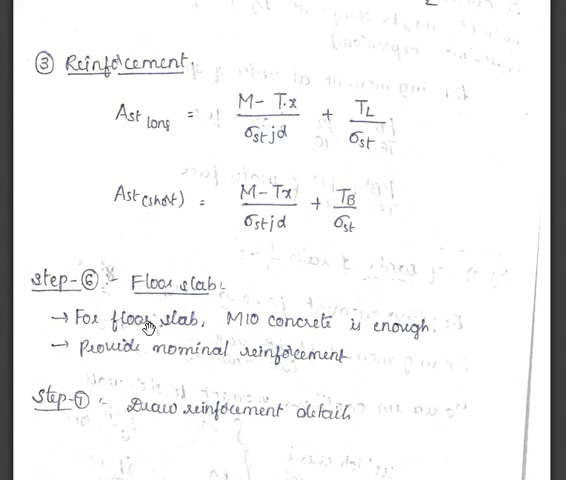 ③ Reinforcement,
Ast long = M - T.x / σst jd + TL / σst
Ast (short) = M - Tx / σst jd + TB / σst
Step-⑥:- Floor slab:-
→ For floor slab, M10 concrete is enough.
→ Provide nominal reinforcement
Step-⑦:- Draw reinforcement details